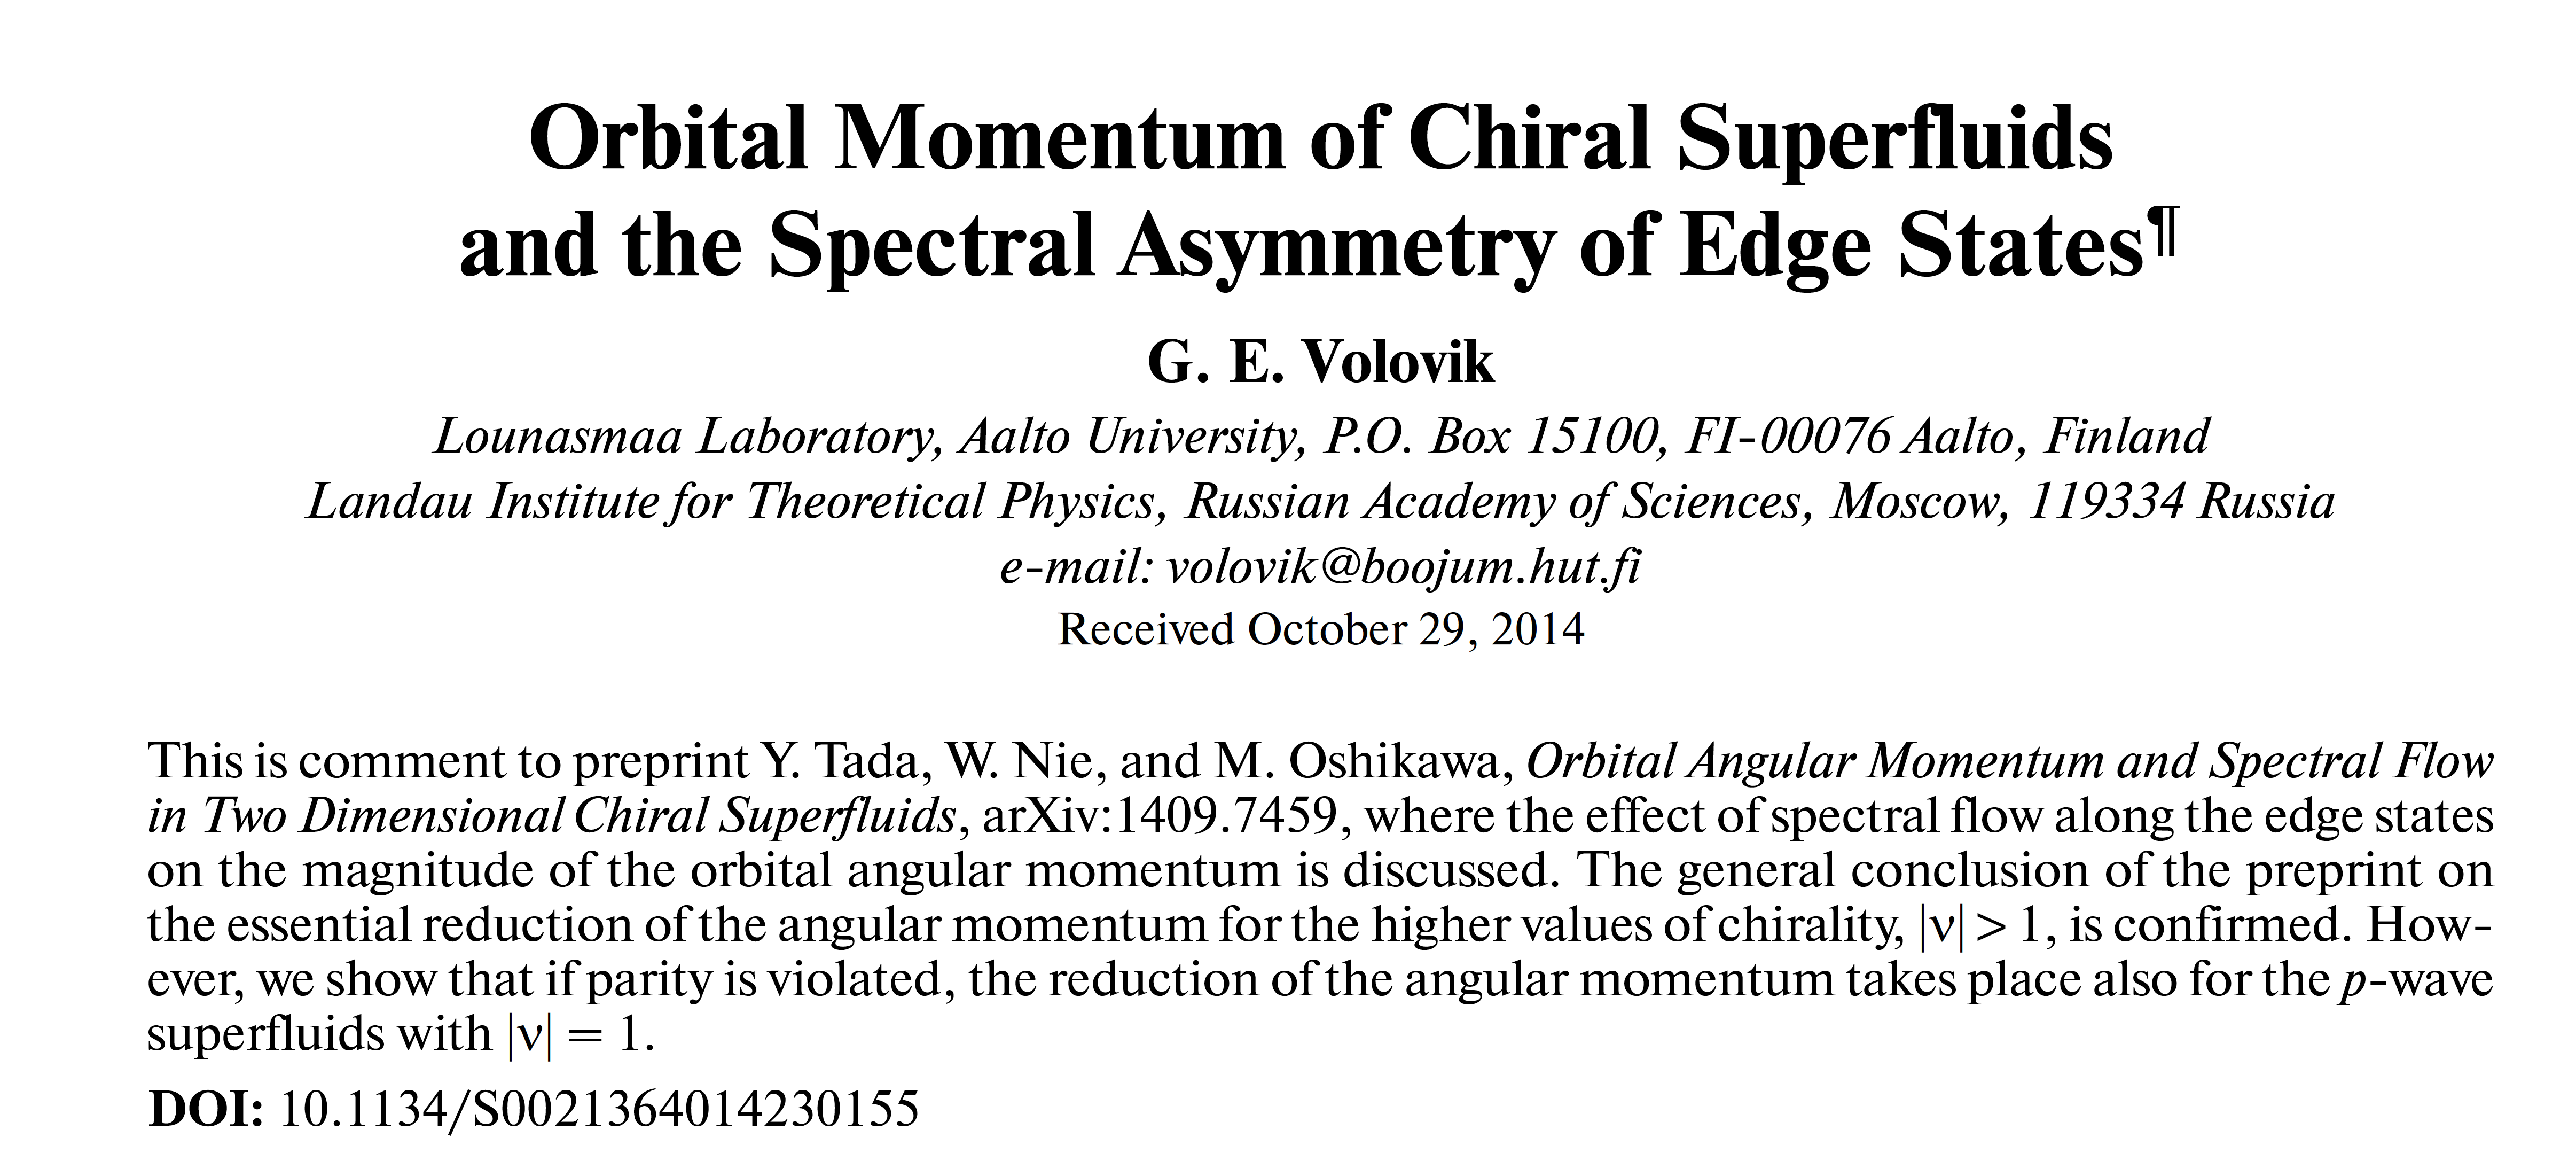 Orbital Momentum of Chiral Superfluids
and the Spectral Asymmetry of Edge States¶
G. E. Volovik
Lounasmaa Laboratory, Aalto University, P.O. Box 15100, FI-00076 Aalto, Finland
Landau Institute for Theoretical Physics, Russian Academy of Sciences, Moscow, 119334 Russia
e-mail: volovik@boojum.hut.fi
Received October 29, 2014
This is comment to preprint Y. Tada, W. Nie, and M. Oshikawa, Orbital Angular Momentum and Spectral Flow
in Two Dimensional Chiral Superfluids, arXiv:1409.7459, where the effect of spectral flow along the edge states
on the magnitude of the orbital angular momentum is discussed. The general conclusion of the preprint on
the essential reduction of the angular momentum for the higher values of chirality, |ν| > 1, is confirmed. How-
ever, we show that if parity is violated, the reduction of the angular momentum takes place also for the p-wave
superfluids with |ν| = 1.
DOI: 10.1134/S0021364014230155